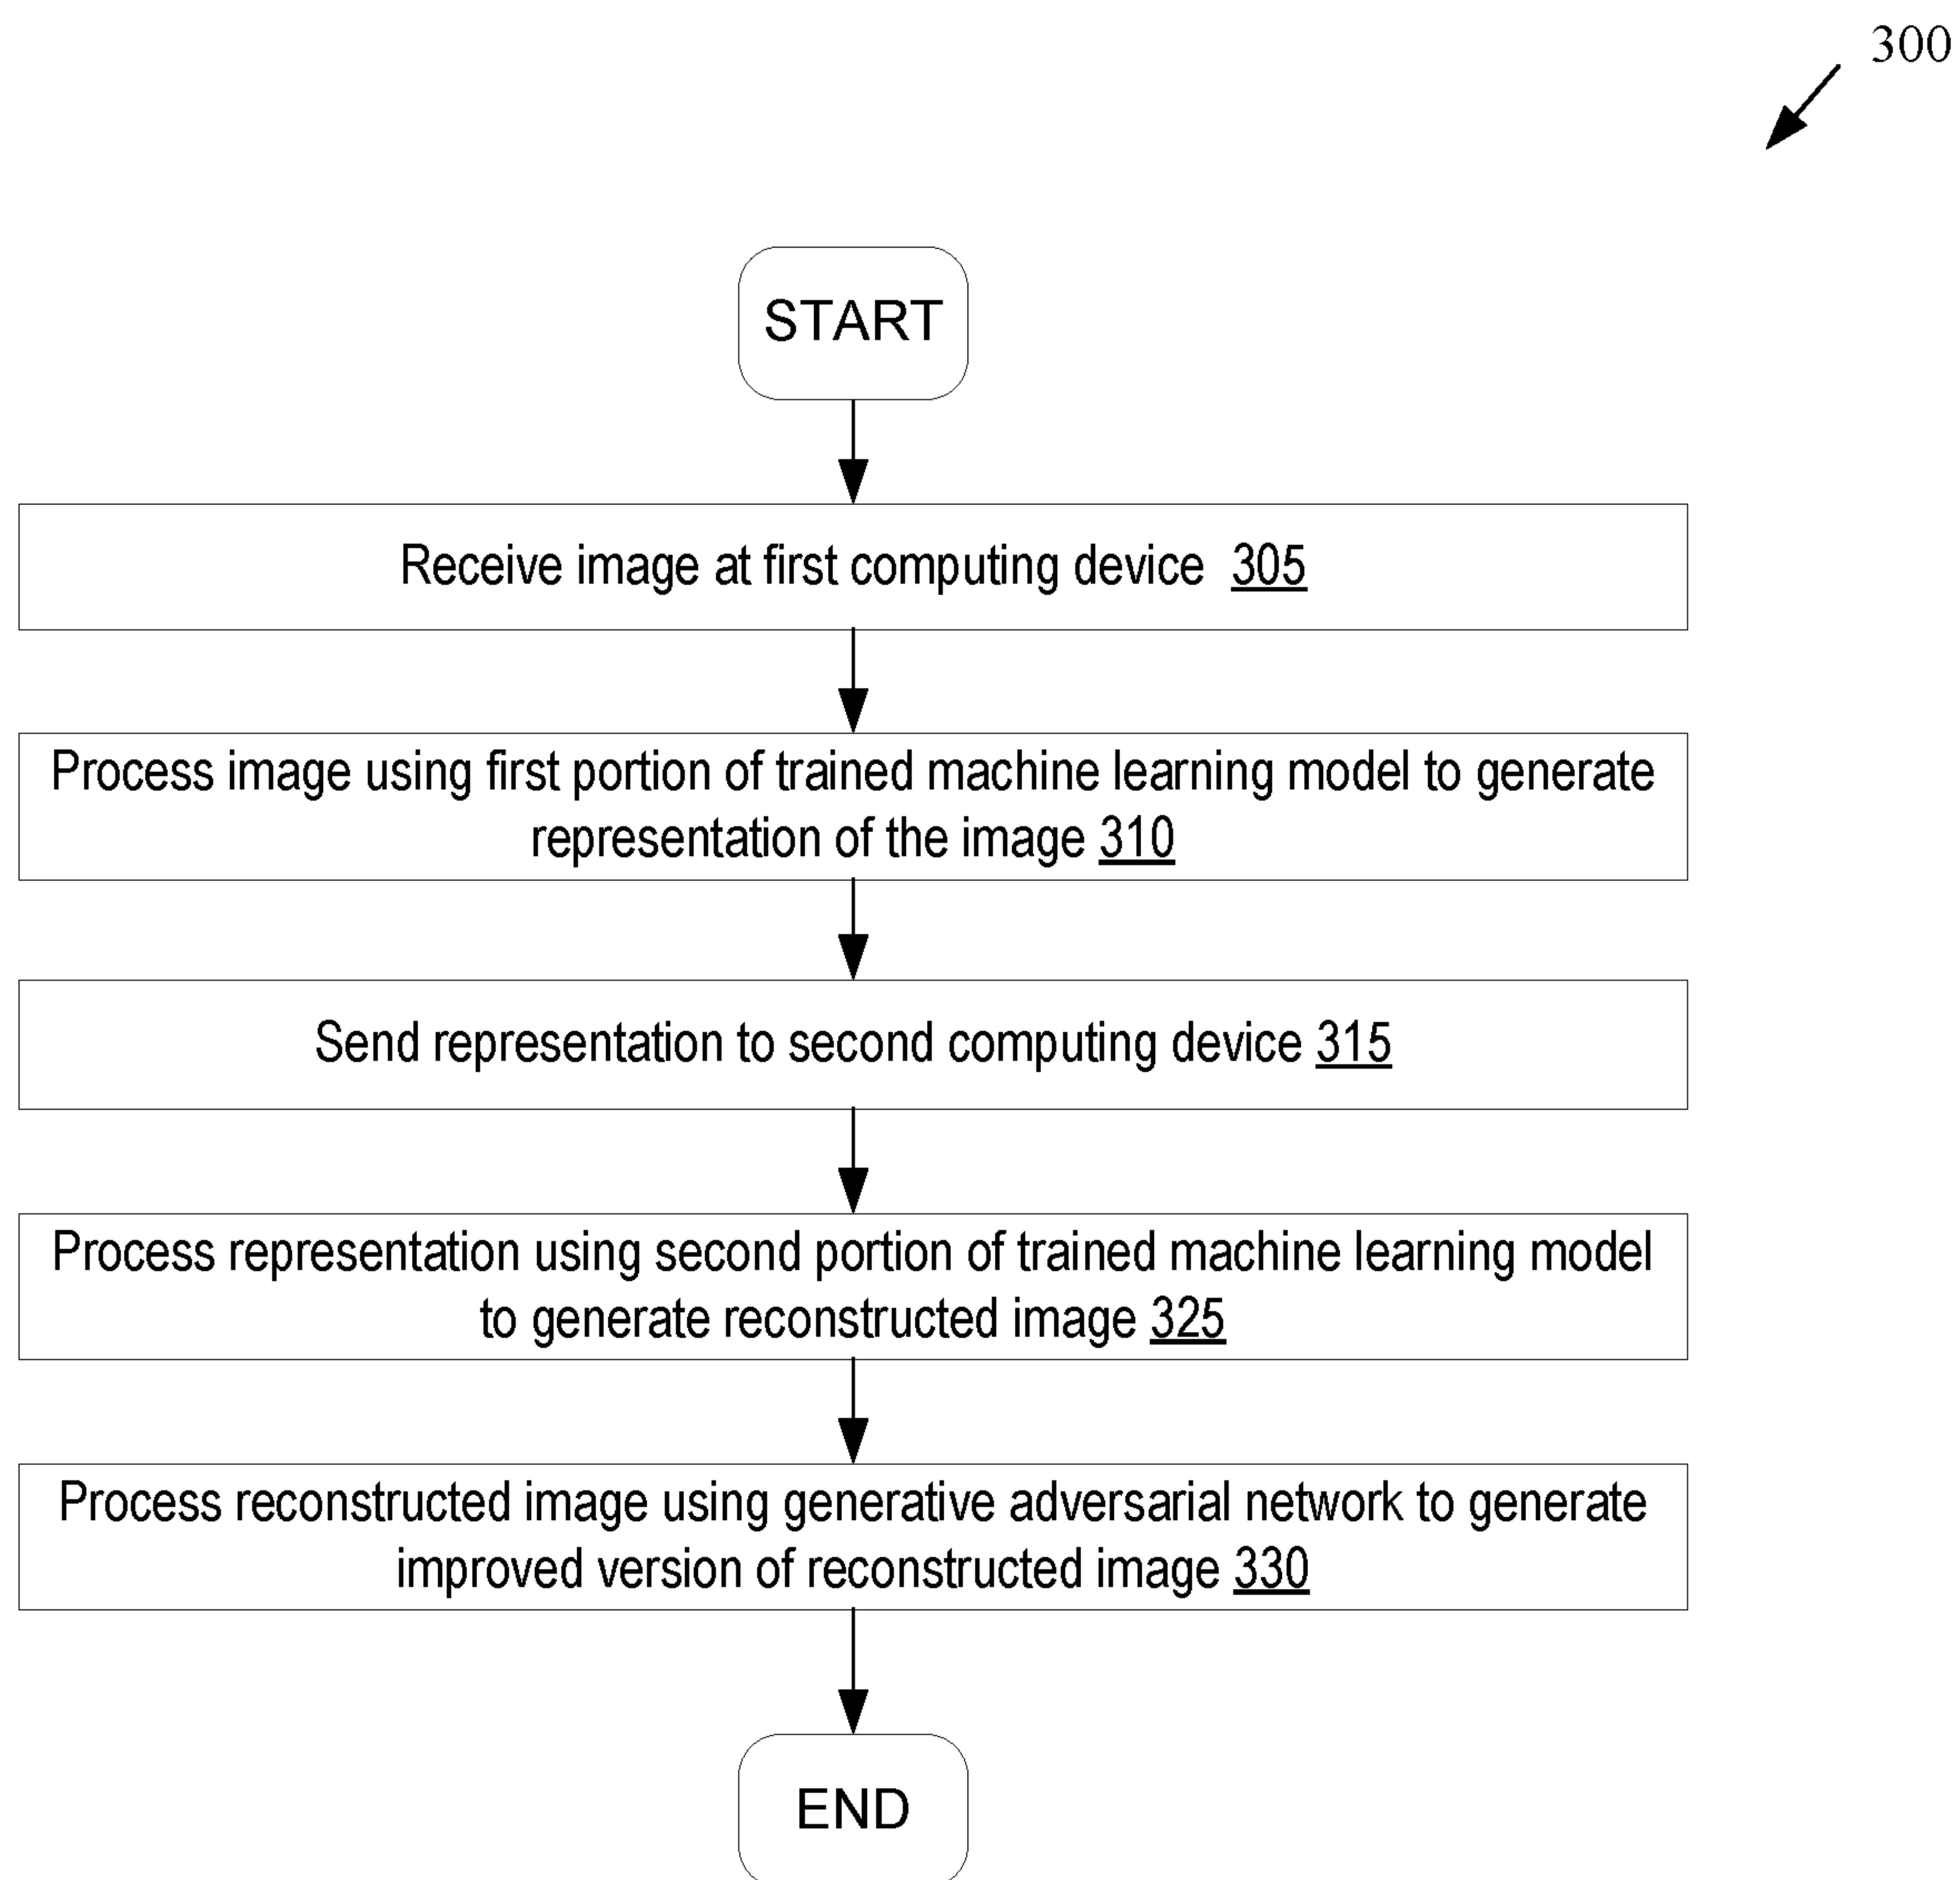 300
START
Receive image at first computing device 305
Process image using first portion of trained machine learning model to generate
representation of the image 310
Send representation to second computing device 315
Process representation using second portion of trained machine learning model
to generate reconstructed image 325
Process reconstructed image using generative adversarial network to generate
improved version of reconstructed image 330
END